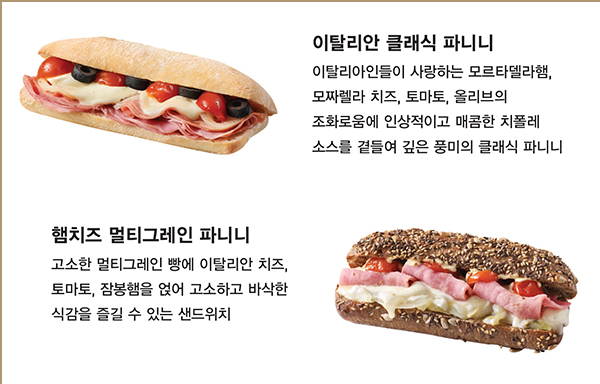 이탈리안 클래식 파니니
이탈리아인들이 사랑하는 모르타델라햄,
모짜렐라 치즈, 토마토, 올리브의
조화로움에 인상적이고 매콤한 치폴레
소스를 곁들여 깊은 풍미의 클래식 파니니
햄치즈 멀티그레인 파니니
고소한 멀티그레인 빵에 이탈리안 치즈,
토마토, 잠봉햄을 얹어 고소하고 바삭한
식감을 즐길 수 있는 샌드위치